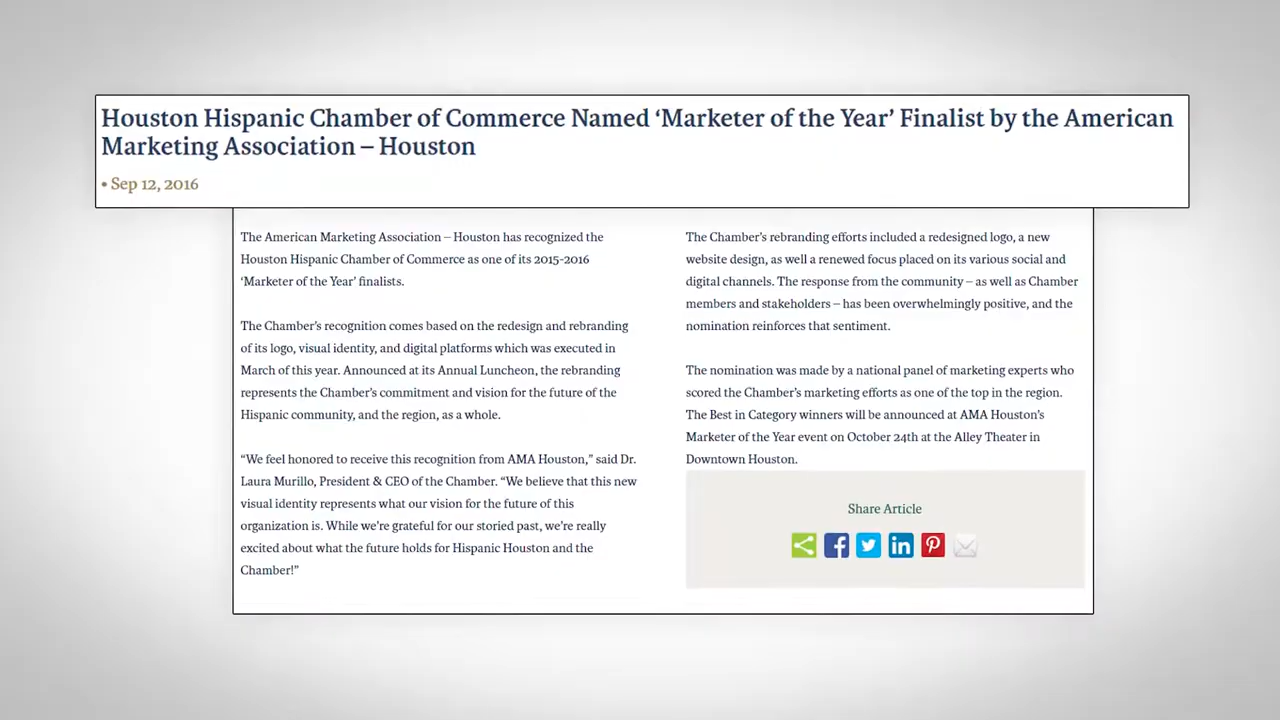 Houston Hispanic Chamber of Commerce Named ‘Marketer of the Year’ Finalist by the American
Marketing Association – Houston
• Sep 12, 2016
The American Marketing Association – Houston has recognized the
Houston Hispanic Chamber of Commerce as one of its 2015-2016
‘Marketer of the Year’ finalists.
The Chamber’s recognition comes based on the redesign and rebranding
of its logo, visual identity, and digital platforms which was executed in
March of this year. Announced at its Annual Luncheon, the rebranding
represents the Chamber’s commitment and vision for the future of the
Hispanic community, and the region, as a whole.
“We feel honored to receive this recognition from AMA Houston,” said Dr.
Laura Murillo, President & CEO of the Chamber. “We believe that this new
visual identity represents what our vision for the future of this
organization is. While we’re grateful for our storied past, we’re really
excited about what the future holds for Hispanic Houston and the
Chamber!”
The Chamber’s rebranding efforts included a redesigned logo, a new
website design, as well a renewed focus placed on its various social and
digital channels. The response from the community – as well as Chamber
members and stakeholders – has been overwhelmingly positive, and the
nomination reinforces that sentiment.
The nomination was made by a national panel of marketing experts who
scored the Chamber’s marketing efforts as one of the top in the region.
The Best in Category winners will be announced at AMA Houston’s
Marketer of the Year event on October 24th at the Alley Theater in
Downtown Houston.
Share Article